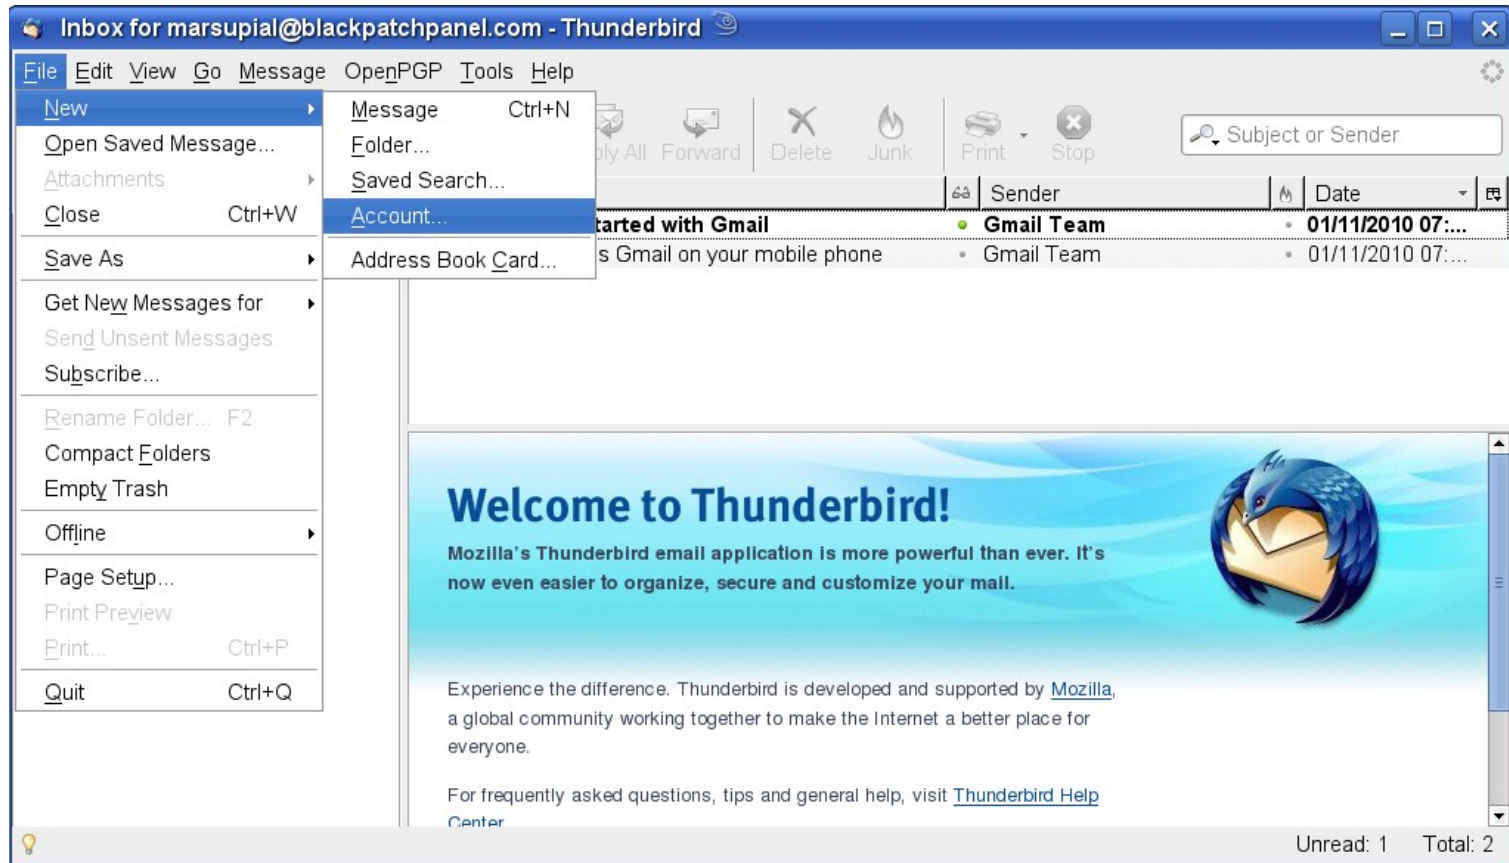 Inbox for marsupial@blackpatchpanel.com - Thunderbird
File Edit View Go Message OpenPGP Tools Help
New
Open Saved Message...
Attachments
Close Ctrl+W
Save As
Get New Messages for
Send Unsent Messages
Subscribe...
Rename Folder... F2
Compact Folders
Empty Trash
Offline
Page Setup...
Print Preview
Print... Ctrl+P
Quit Ctrl+Q
Message Ctrl+N
Folder...
Saved Search...
Account...
Address Book Card...
All Forward Delete Junk Print Stop
Subject or Sender
Sender Date
with Gmail Gmail Team 01/11/2010 07:...
Gmail on your mobile phone Gmail Team 01/11/2010 07:...
Welcome to Thunderbird!
Mozilla's Thunderbird email application is more powerful than ever. It's
now even easier to organize, secure and customize your mail.
Experience the difference. Thunderbird is developed and supported by Mozilla,
a global community working together to make the Internet a better place for
everyone.
For frequently asked questions, tips and general help, visit Thunderbird Help
Center
Unread: 1 Total: 2